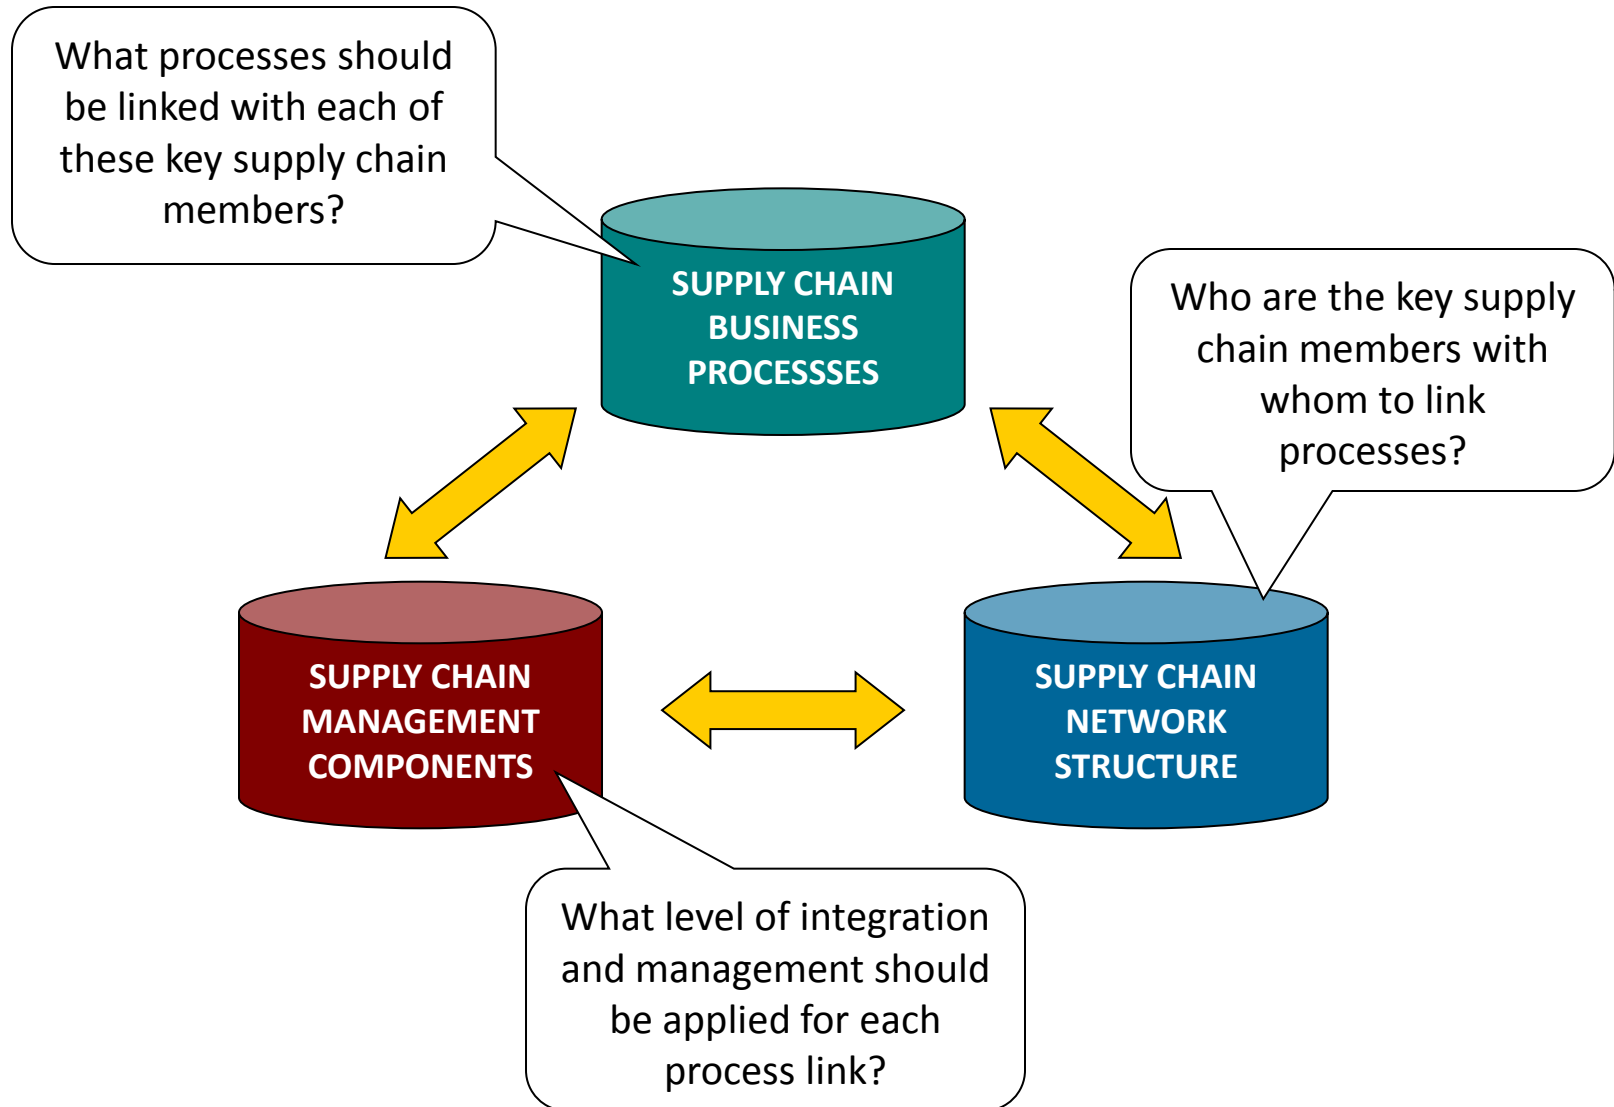 What processes should
be linked with each of
these key supply chain
members?
SUPPLY CHAIN
BUSINESS
PROCESSSES
Who are the key supply
chain members with
whom to link
processes?
SUPPLY CHAIN
MANAGEMENT
COMPONENTS
SUPPLY CHAIN
NETWORK
STRUCTURE
What level of integration
and management should
be applied for each
process link?